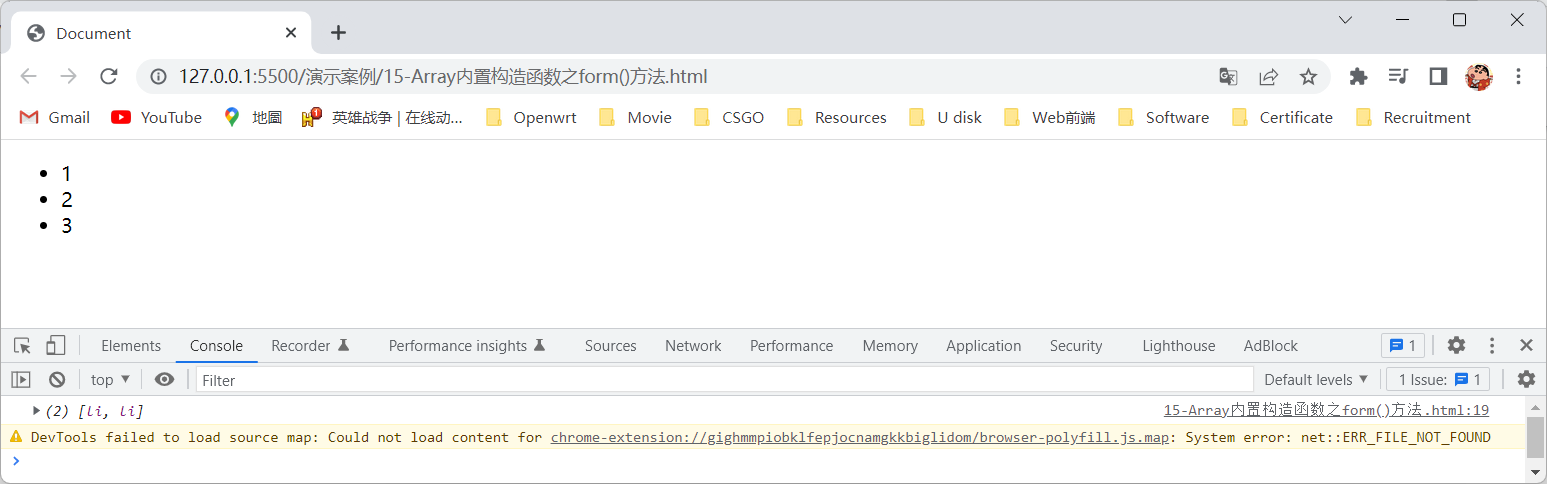 Document
127.0.0.1:5500/演示案例/15-Array内置构造函数之form()方法.html
Gmail YouTube 地圖 英雄战争 | 在线动... Openwrt Movie CSGO Resources U disk Web前端 Software Certificate Recruitment
1
2
3
Elements Console Recorder Performance insights Sources Network Performance Memory Application Security Lighthouse AdBlock 1
top Filter Default levels 1 Issue: 1
(2) [li, li] 15-Array内置构造函数之form()方法.html:19
DevTools failed to load source map: Could not load content for chrome-extension://gighmmpiobklfepjocnamgkkbiglidom/browser-polyfill.js.map: System error: net::ERR_FILE_NOT_FOUND